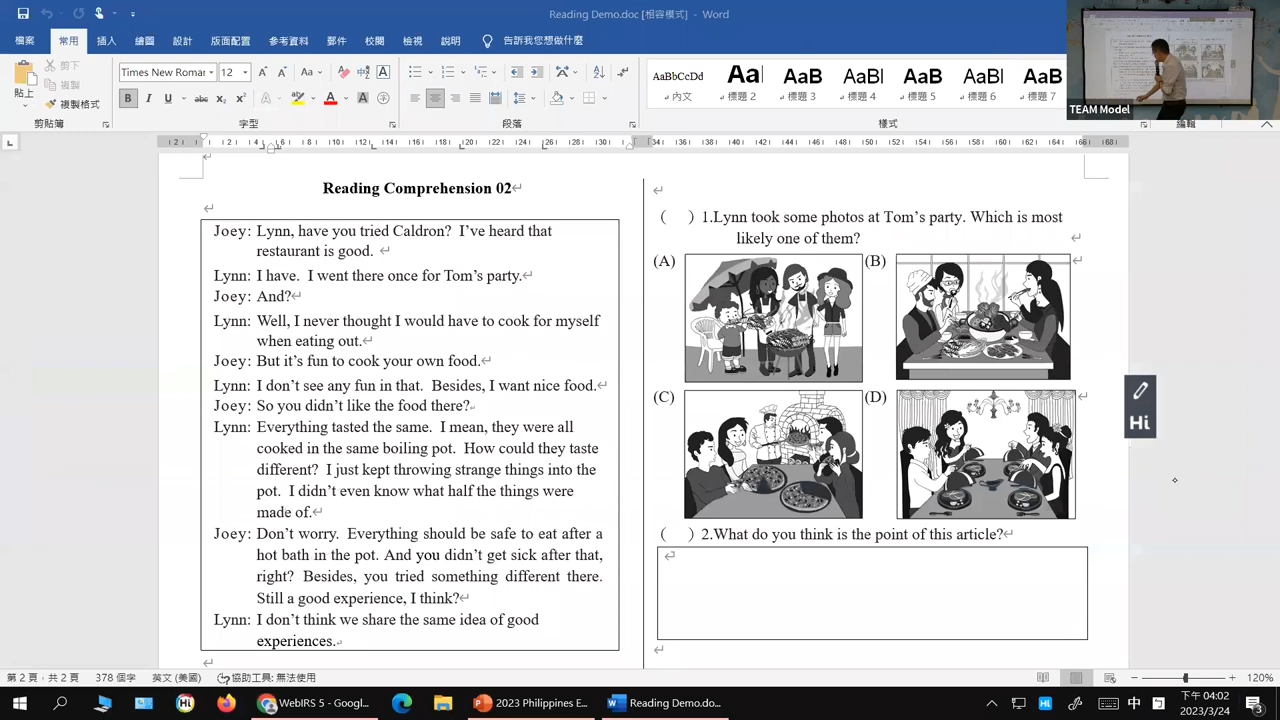 Reading Demo.doc [相容模式] - Word
檔案 常用 插入 繪圖 設計 版面配置 參考資料 郵件 校閱 告訴我您想做什麼
剪下
複製
貼上 複製格式
剪貼簿
Times New Roman 12
B I U abc
字型
段落
AaBbCcDd 內文
Aa 標題 2
AaB 標題 3
AaBl 標題 4
AaB 標題 5
AaBl 標題 6
AaB 標題 7
樣式
編輯
TEAM Model
Reading Comprehension 02
Joey: Lynn, have you tried Caldron? I've heard that
restaurant is good.
Lynn: I have. I went there once for Tom's party.
Joey: And?
Lynn: Well, I never thought I would have to cook for myself
when eating out.
Joey: But it's fun to cook your own food.
Lynn: I don't see any fun in that. Besides, I want nice food.
Joey: So you didn't like the food there?
Lynn: Everything tasted the same. I mean, they were all
cooked in the same boiling pot. How could they taste
different? I just kept throwing strange things into the
pot. I didn't even know what half the things were
made of.
Joey: Don't worry. Everything should be safe to eat after a
hot bath in the pot. And you didn't get sick after that,
right? Besides, you tried something different there.
Still a good experience, I think?
Lynn: I don't think we share the same idea of good
experiences.
( ) 1.Lynn took some photos at Tom's party. Which is most
likely one of them?
(A) (B)
(C) (D)
( ) 2.What do you think is the point of this article?
Hi
第 2 頁，共 2 頁 378 個字 英文 (美國) 協助工具: 無法使用
120%
WebIRS 5 - Googl... 2023 Philippines E... Reading Demo.do...
中
下午 04:02
2023/3/24
3